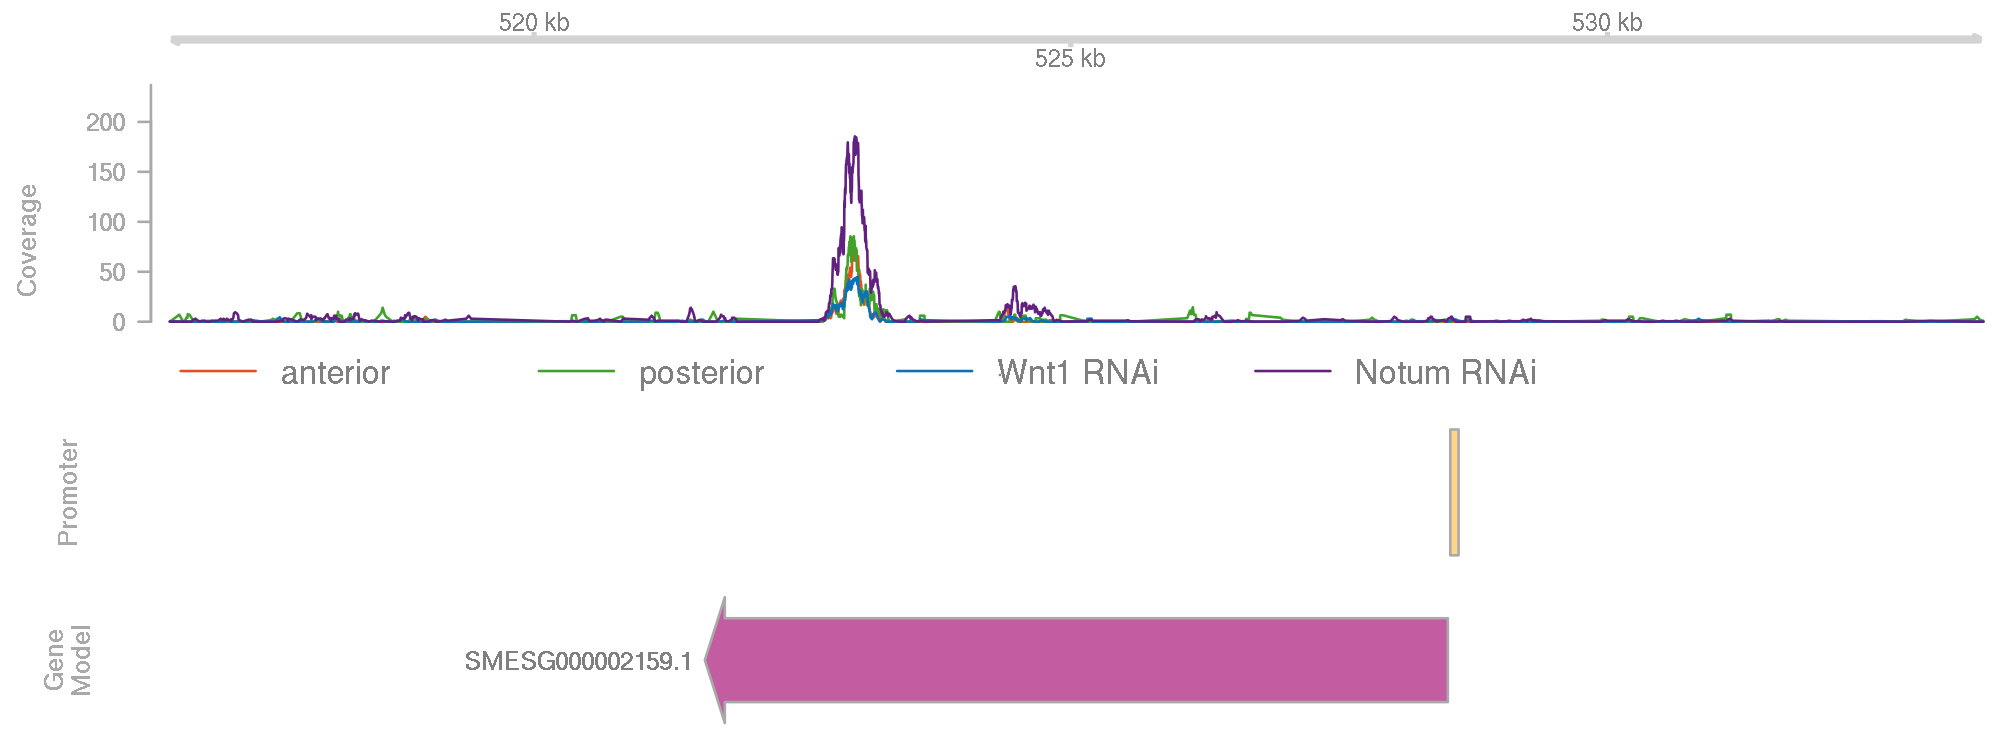 520 kb
530 kb
525 kb
Coverage
200
150
100
50
0
anterior
posterior
Wnt1 RNAi
Notum RNAi
Promoter
Gene
Model
SMESG000002159.1